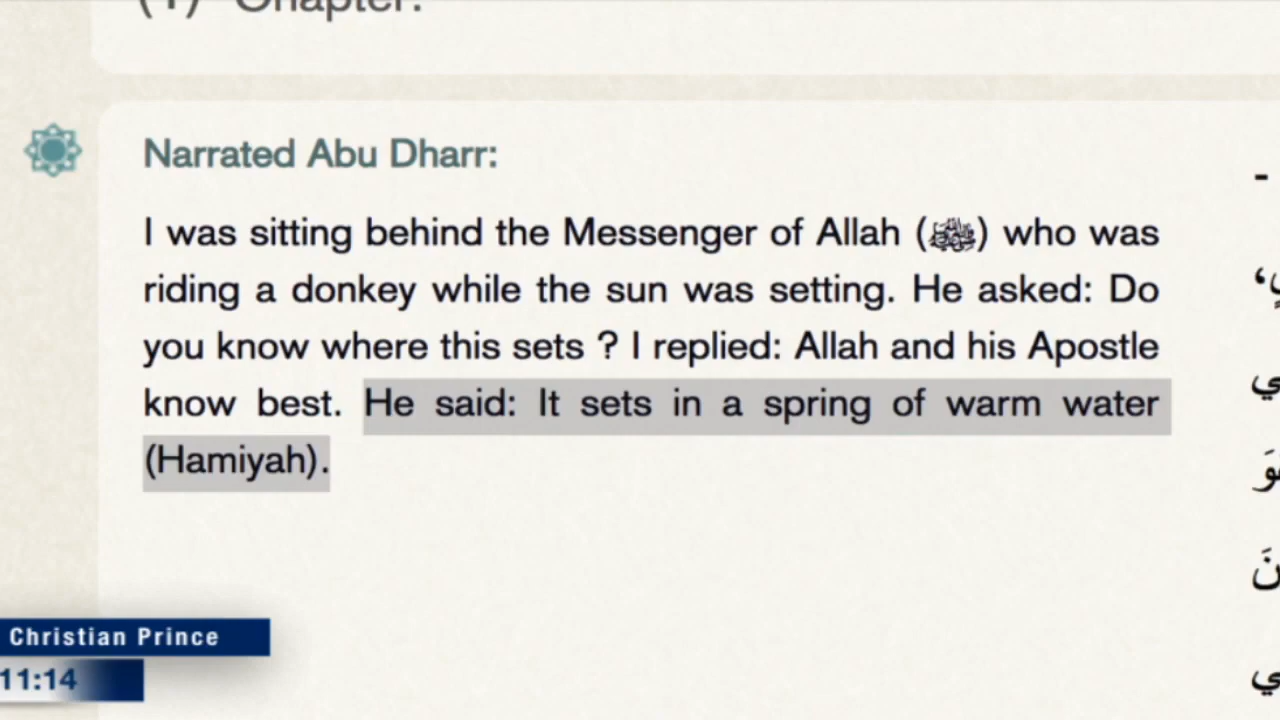 (1) Chapter:
Narrated Abu Dharr:
I was sitting behind the Messenger of Allah (ﷺ) who was
riding a donkey while the sun was setting. He asked: Do
you know where this sets ? I replied: Allah and his Apostle
know best. He said: It sets in a spring of warm water
(Hamiyah).
Christian Prince
11:14